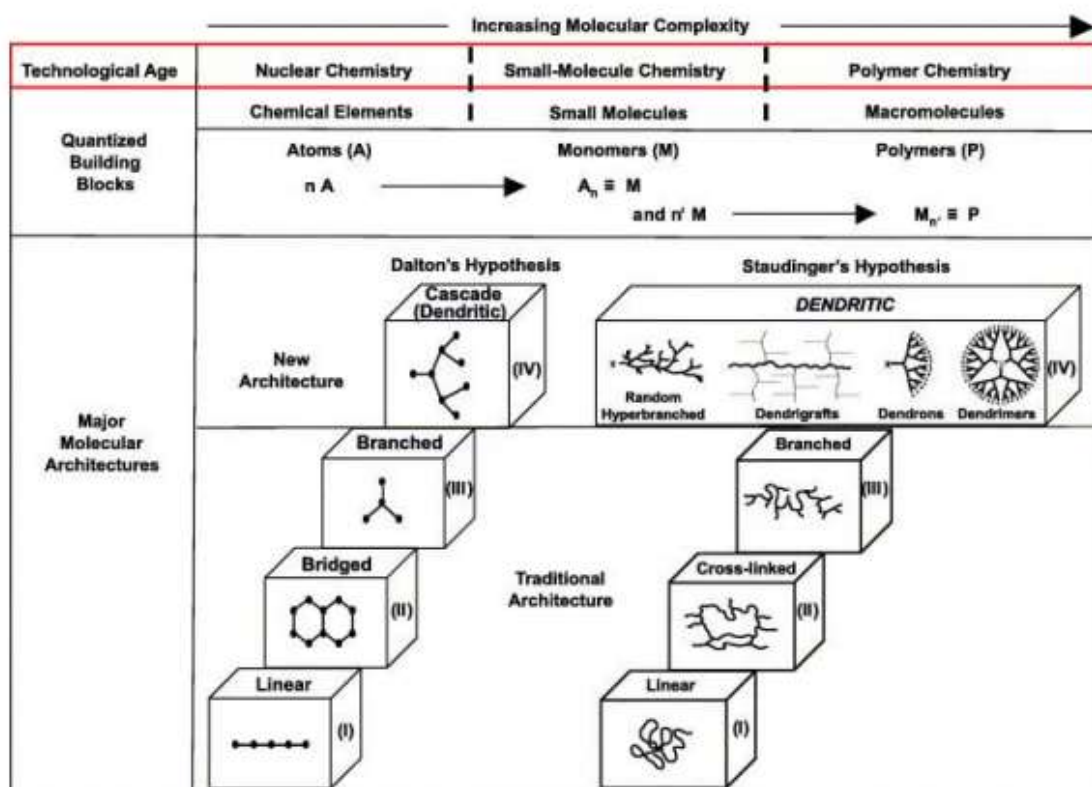 Increasing Molecular Complexity
Technological Age
Nuclear Chemistry
Small-Molecule Chemistry
Polymer Chemistry
Chemical Elements
Small Molecules
Macromolecules
Quantized
Building
Blocks
Atoms (A)
Monomers (M)
Polymers (P)
n A
Aₙ ≡ M
and n' M
Mₙ' ≡ P
Major
Molecular
Architectures
Dalton's Hypothesis
Staudinger's Hypothesis
New
Architecture
Cascade
(Dendritic)
(IV)
DENDRITIC
Random
Hyperbranched
Dendrigrafts
Dendrons
Dendrimers
(IV)
Branched
(III)
Branched
(III)
Bridged
(II)
Traditional
Architecture
Cross-linked
(II)
Linear
(I)
Linear
(I)